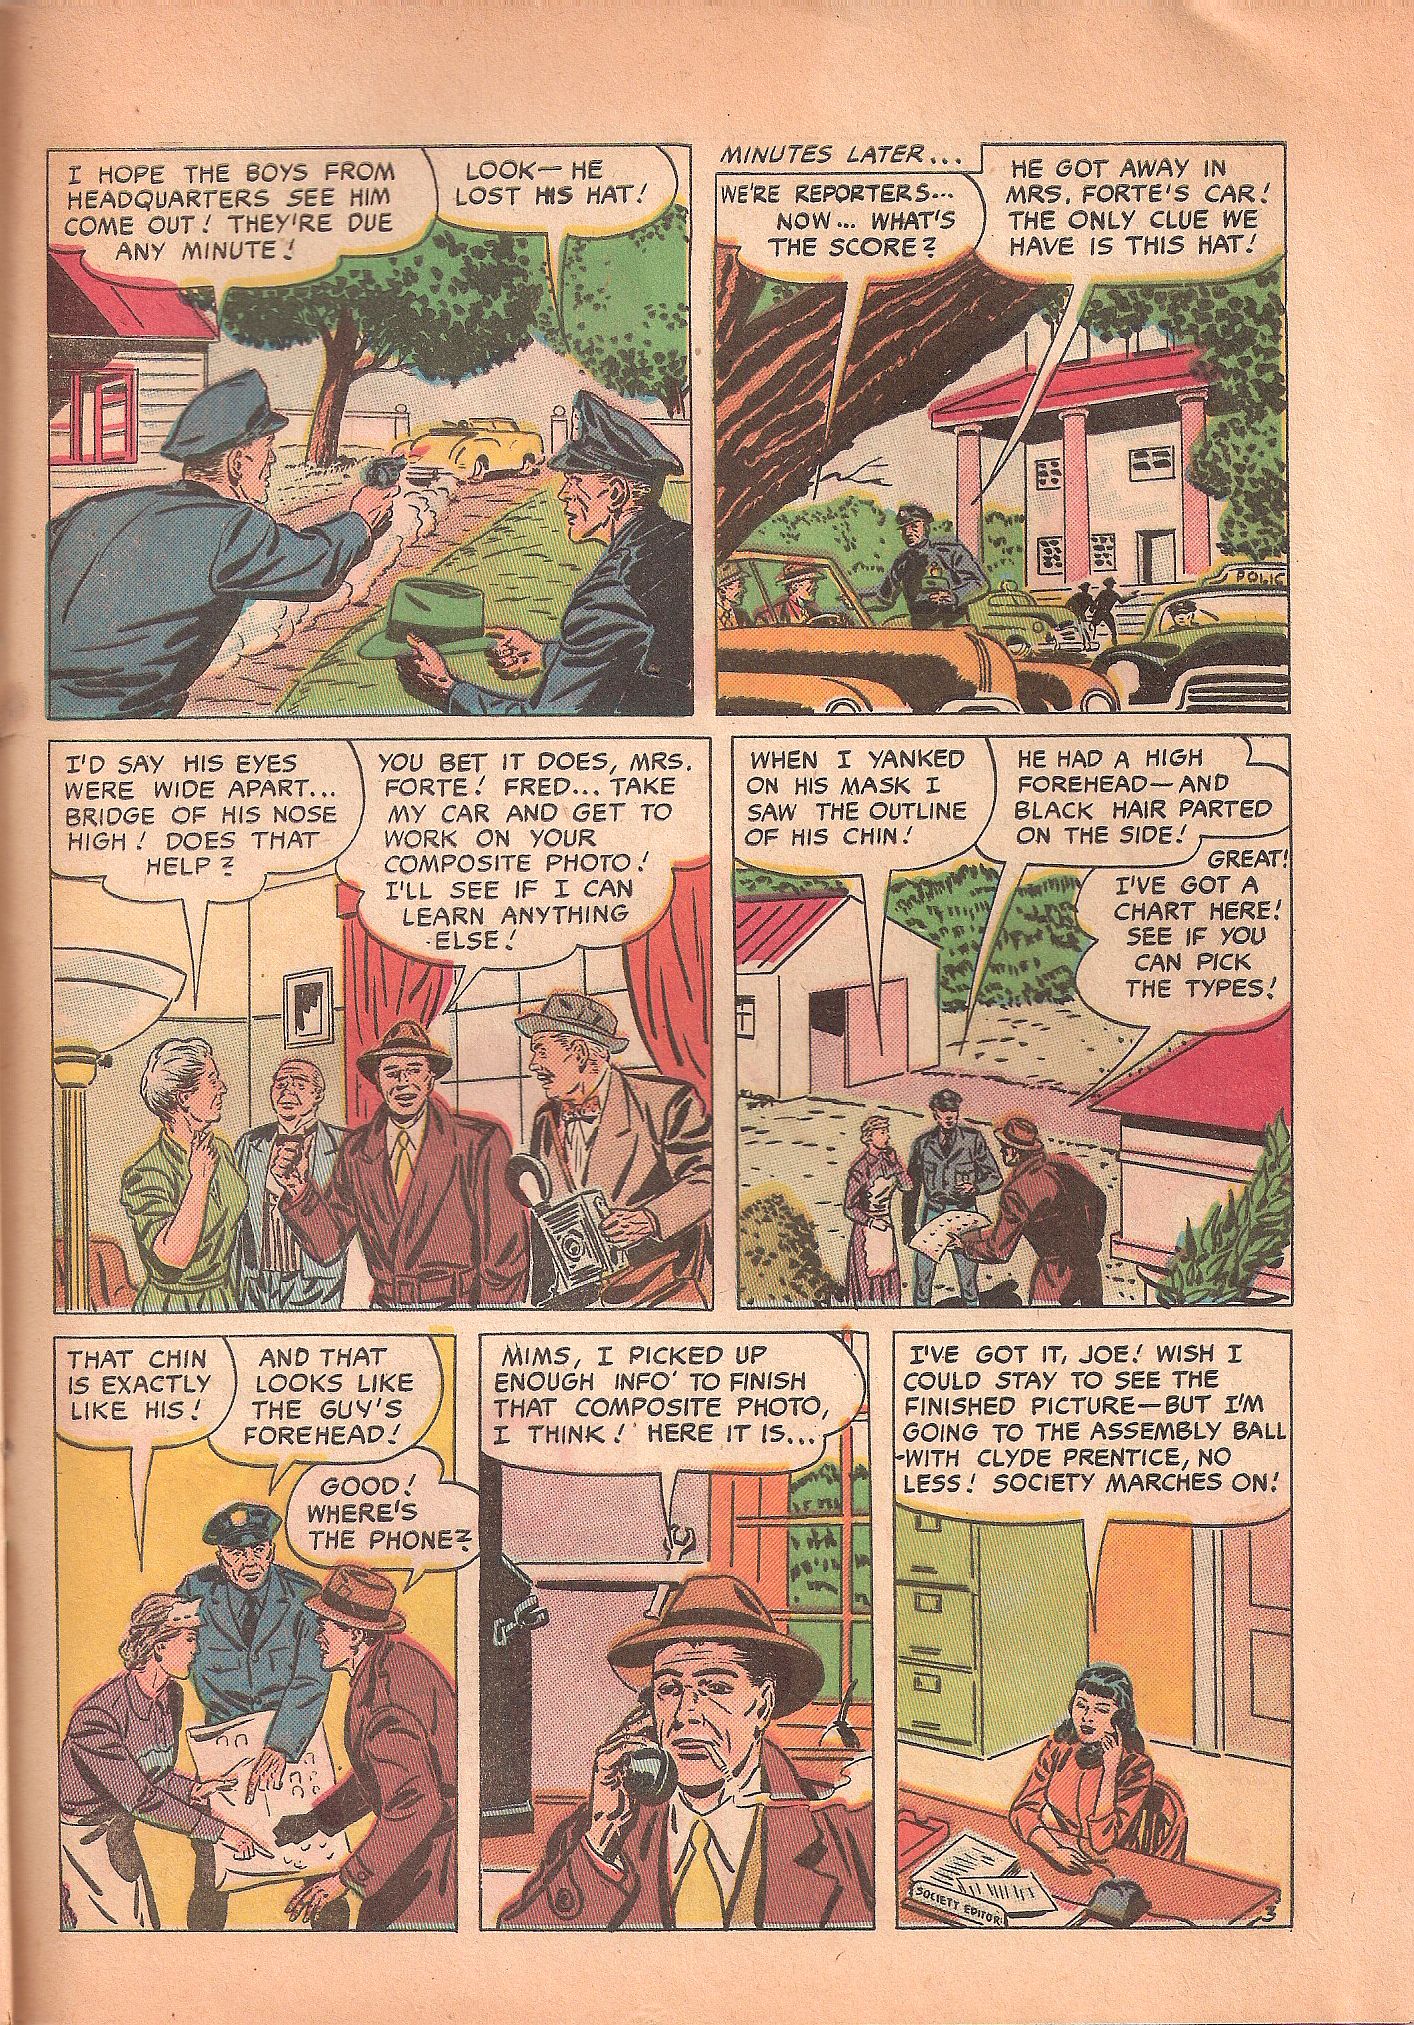 I HOPE THE BOYS FROM
HEADQUARTERS SEE HIM
COME OUT! THEY'RE DUE
ANY MINUTE!
LOOK—HE
LOST HIS HAT!
MINUTES LATER...
WE'RE REPORTERS...
NOW... WHAT'S
THE SCORE?
HE GOT AWAY IN
MRS. FORTE'S CAR!
THE ONLY CLUE WE
HAVE IS THIS HAT!
POLIC
I'D SAY HIS EYES
WERE WIDE APART...
BRIDGE OF HIS NOSE
HIGH! DOES THAT
HELP?
YOU BET IT DOES, MRS.
FORTE! FRED... TAKE
MY CAR AND GET TO
WORK ON YOUR
COMPOSITE PHOTO!
I'LL SEE IF I CAN
LEARN ANYTHING
ELSE!
WHEN I YANKED
ON HIS MASK I
SAW THE OUTLINE
OF HIS CHIN!
HE HAD A HIGH
FOREHEAD—AND
BLACK HAIR PARTED
ON THE SIDE!
GREAT!
I'VE GOT A
CHART HERE!
SEE IF YOU
CAN PICK
THE TYPES!
THAT CHIN
IS EXACTLY
LIKE HIS!
AND THAT
LOOKS LIKE
THE GUY'S
FOREHEAD!
GOOD!
WHERE'S
THE PHONE?
MIMS, I PICKED UP
ENOUGH INFO' TO FINISH
THAT COMPOSITE PHOTO,
I THINK! HERE IT IS...
I'VE GOT IT, JOE! WISH I
COULD STAY TO SEE THE
FINISHED PICTURE—BUT I'M
GOING TO THE ASSEMBLY BALL
-WITH CLYDE PRENTICE, NO
LESS! SOCIETY MARCHES ON!
SOCIETY EDITOR
3